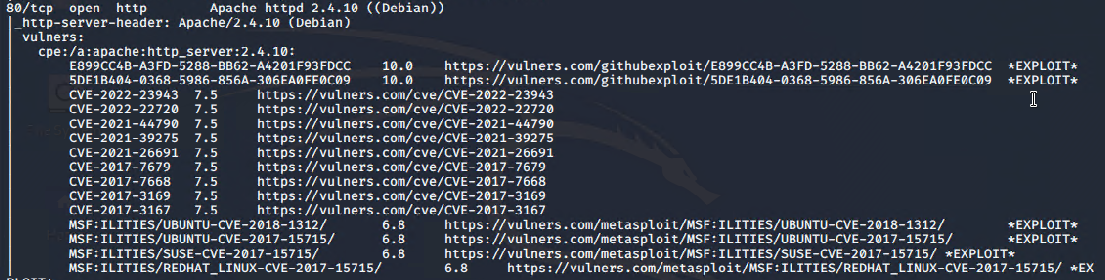 80/tcp open http Apache httpd 2.4.10 ((Debian))
|_http-server-header: Apache/2.4.10 (Debian)
| vulners:
| cpe:/a:apache:http_server:2.4.10:
| E899CC4B-A3FD-5288-BB62-A4201F93FDCC 10.0 https://vulners.com/githubexploit/E899CC4B-A3FD-5288-BB62-A4201F93FDCC *EXPLOIT*
| 5DE1B404-0368-5986-856A-306EA0FE0C09 10.0 https://vulners.com/githubexploit/5DE1B404-0368-5986-856A-306EA0FE0C09 *EXPLOIT*
| CVE-2022-23943 7.5 https://vulners.com/cve/CVE-2022-23943
| CVE-2022-22720 7.5 https://vulners.com/cve/CVE-2022-22720
| CVE-2021-44790 7.5 https://vulners.com/cve/CVE-2021-44790
| CVE-2021-39275 7.5 https://vulners.com/cve/CVE-2021-39275
| CVE-2021-26691 7.5 https://vulners.com/cve/CVE-2021-26691
| CVE-2017-7679 7.5 https://vulners.com/cve/CVE-2017-7679
| CVE-2017-7668 7.5 https://vulners.com/cve/CVE-2017-7668
| CVE-2017-3169 7.5 https://vulners.com/cve/CVE-2017-3169
| CVE-2017-3167 7.5 https://vulners.com/cve/CVE-2017-3167
| MSF:ILITIES/UBUNTU-CVE-2018-1312/ 6.8 https://vulners.com/metasploit/MSF:ILITIES/UBUNTU-CVE-2018-1312/ *EXPLOIT*
| MSF:ILITIES/UBUNTU-CVE-2017-15715/ 6.8 https://vulners.com/metasploit/MSF:ILITIES/UBUNTU-CVE-2017-15715/ *EXPLOIT*
| MSF:ILITIES/SUSE-CVE-2017-15715/ 6.8 https://vulners.com/metasploit/MSF:ILITIES/SUSE-CVE-2017-15715/ *EXPLOIT*
| MSF:ILITIES/REDHAT_LINUX-CVE-2017-15715/ 6.8 https://vulners.com/metasploit/MSF:ILITIES/REDHAT_LINUX-CVE-2017-15715/ *EX